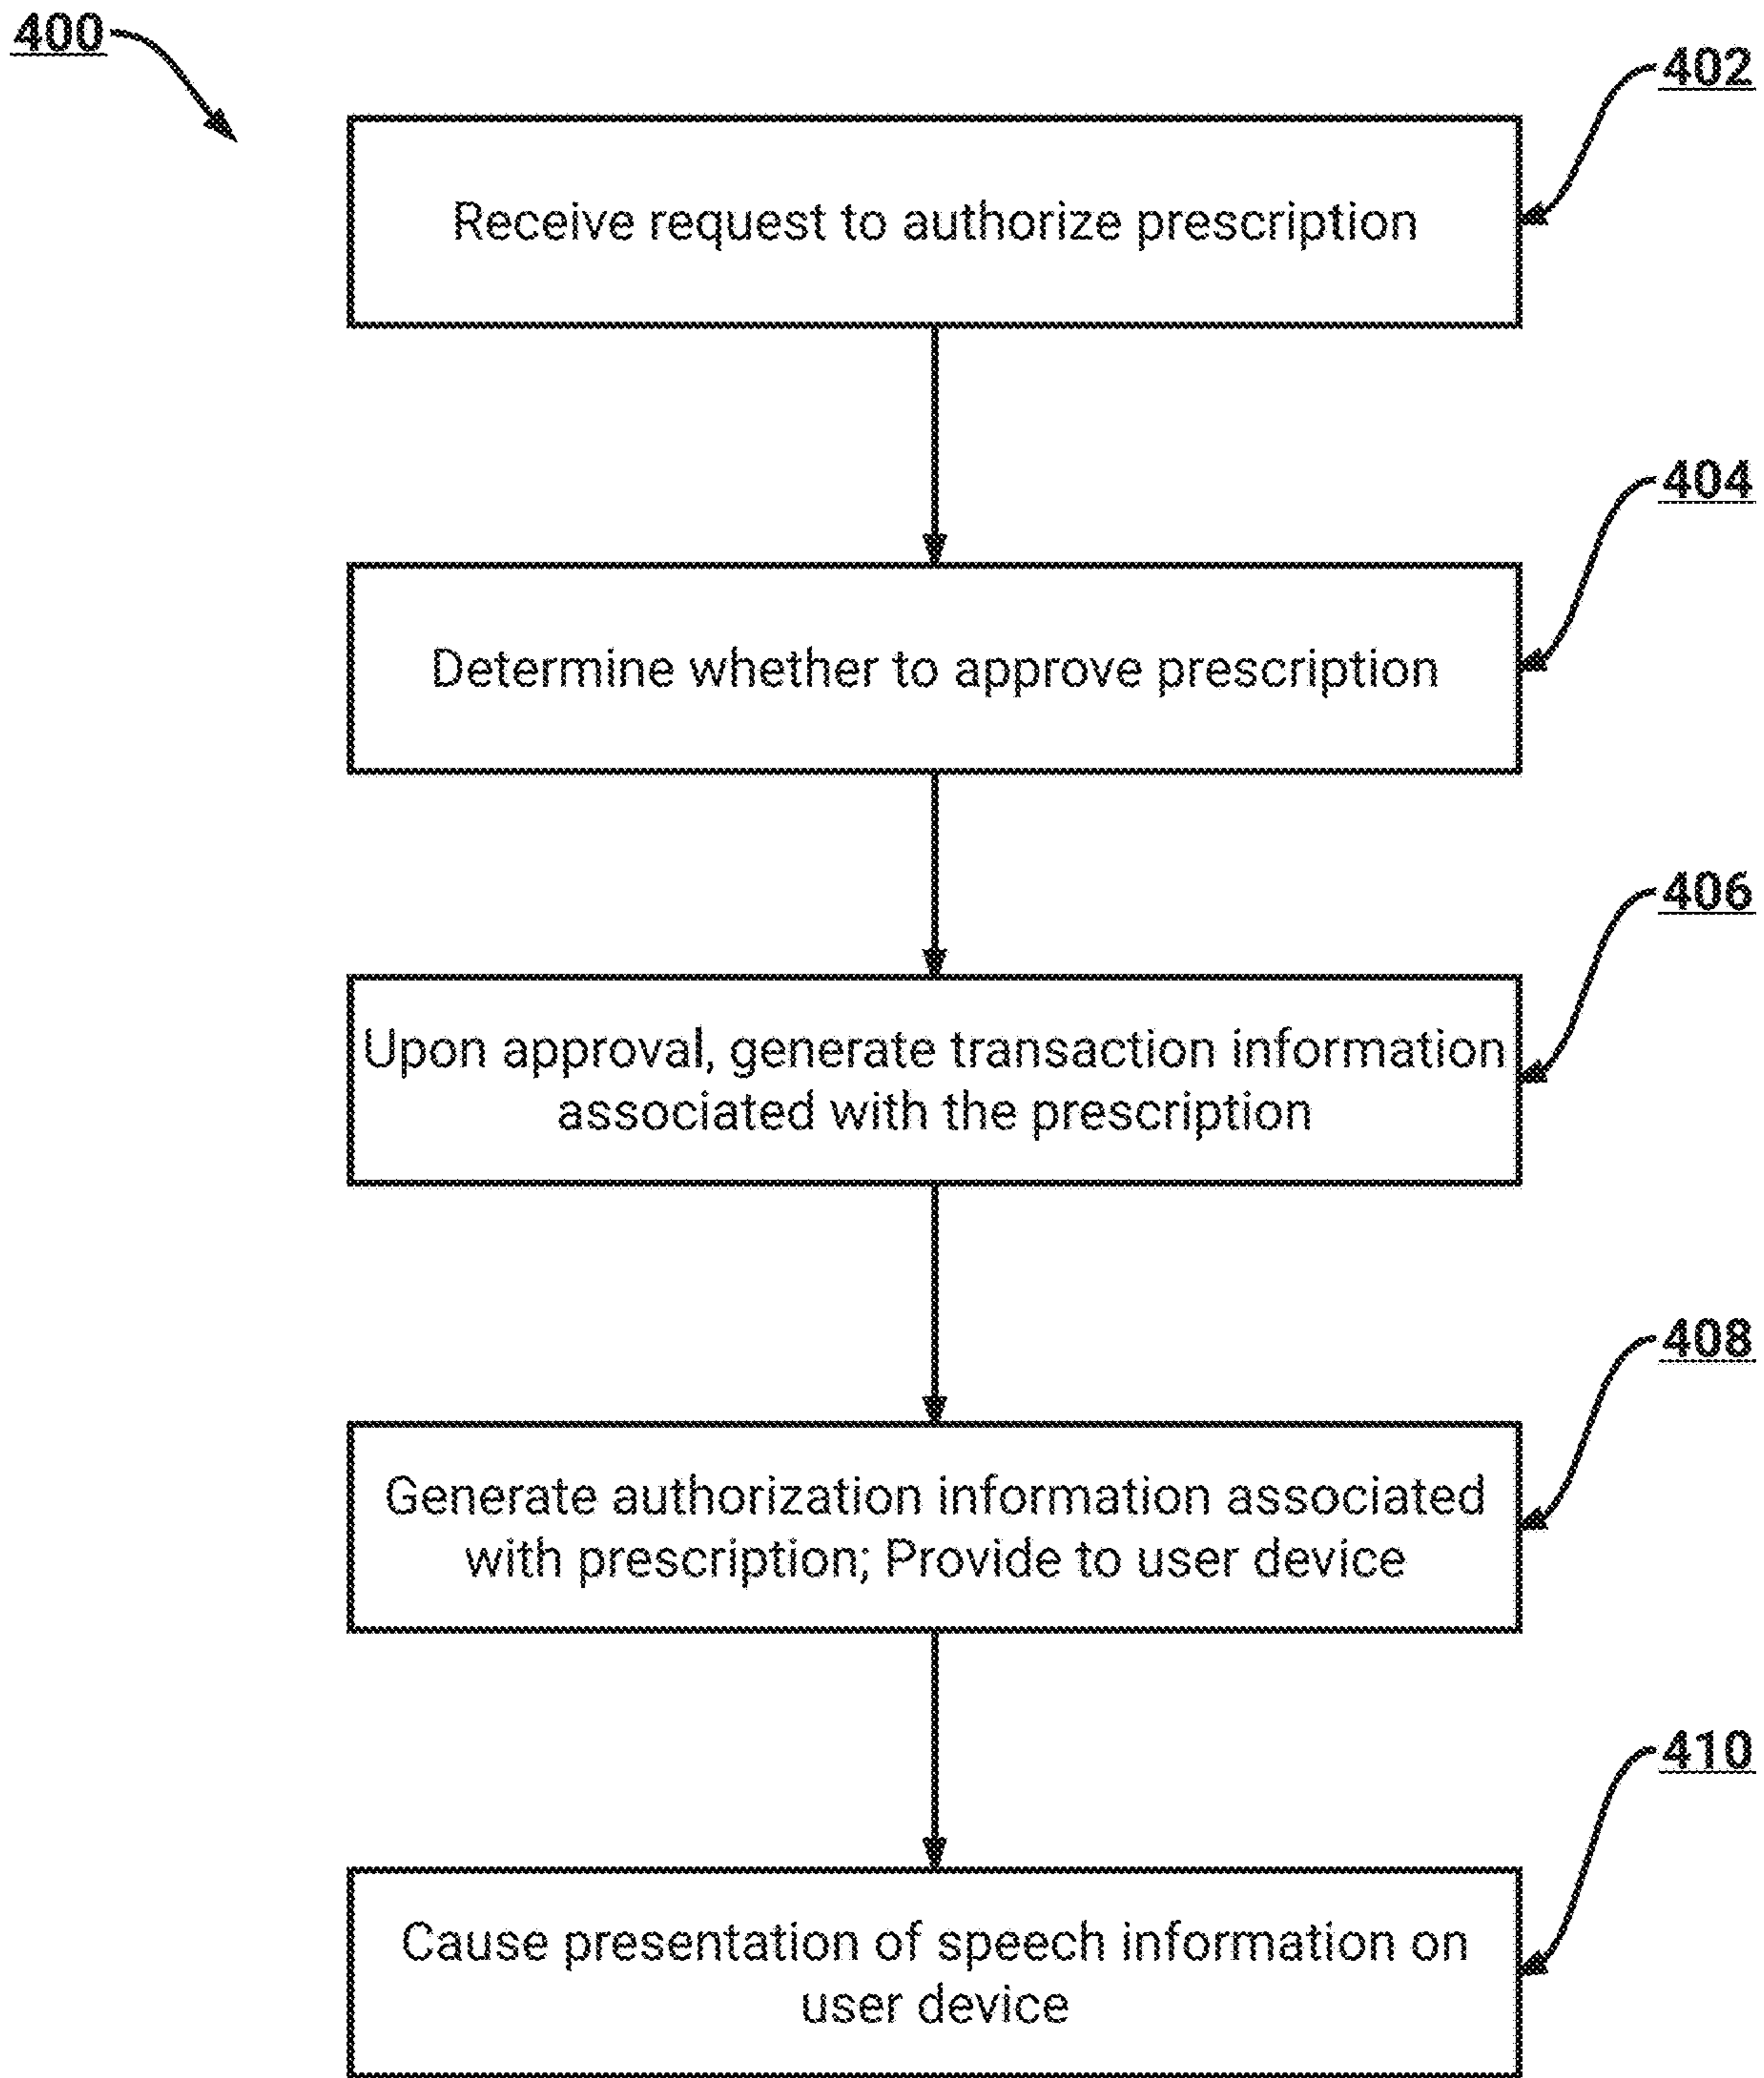 400
402
Receive request to authorize prescription
404
Determine whether to approve prescription
406
Upon approval, generate transaction information
associated with the prescription
408
Generate authorization information associated
with prescription; Provide to user device
410
Cause presentation of speech information on
user device